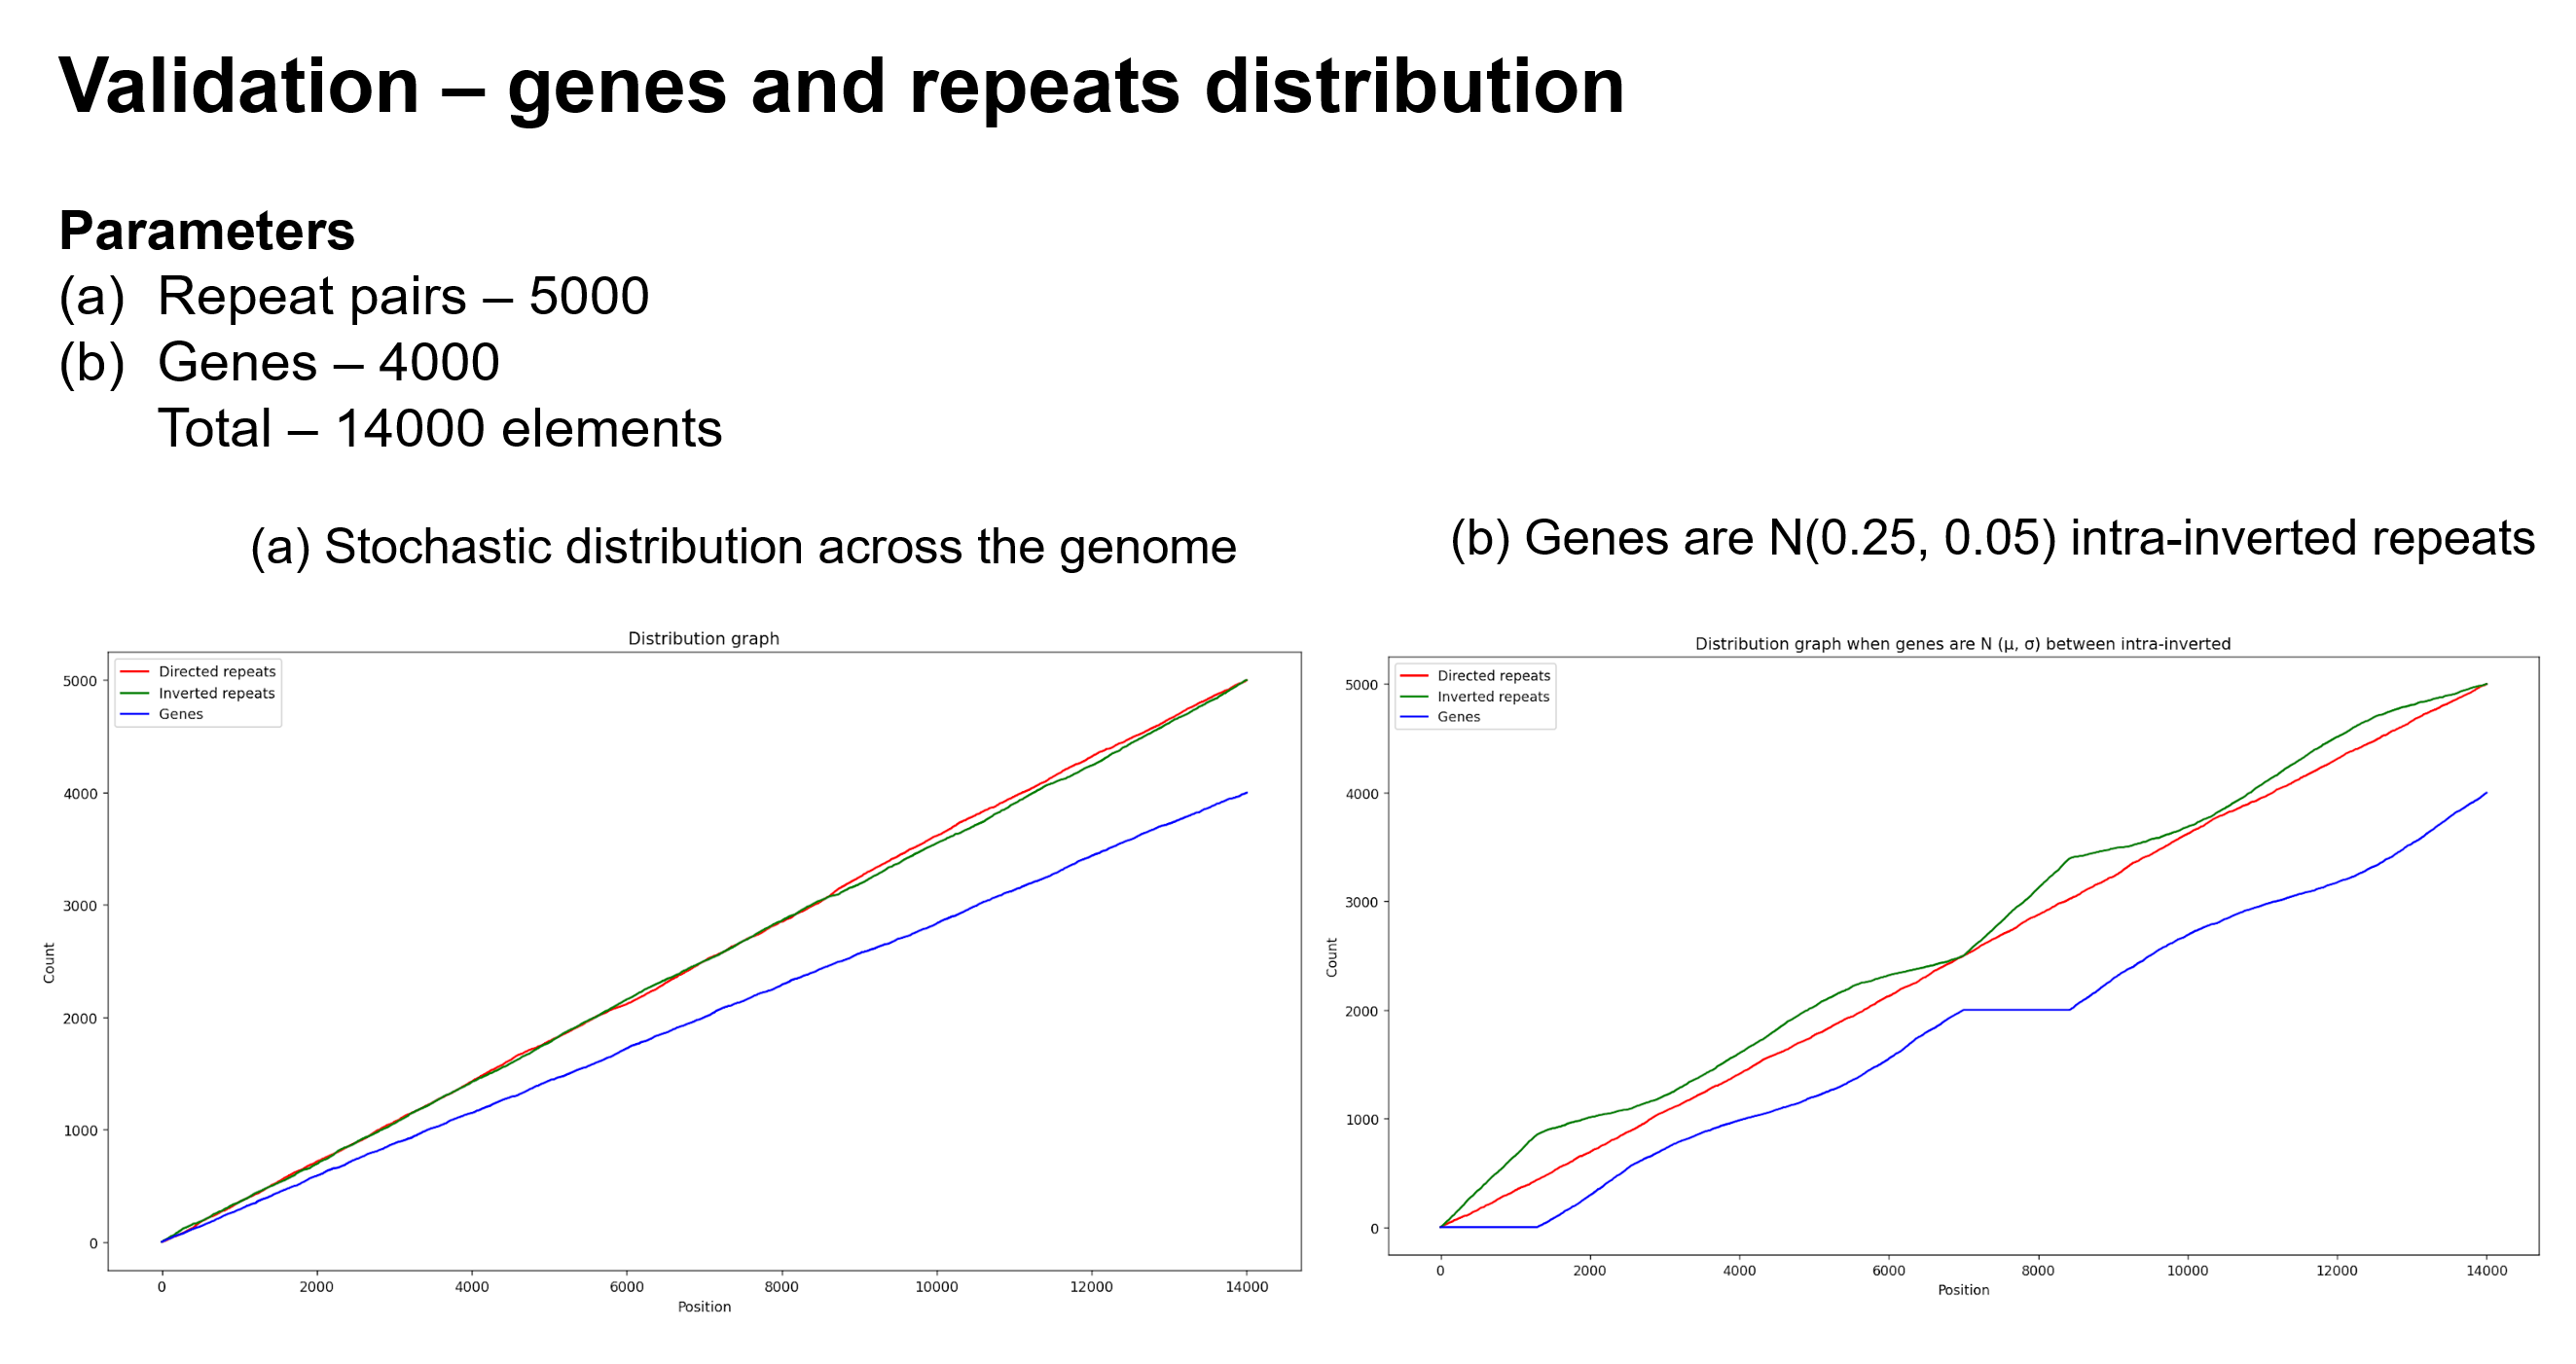 Validation – genes and repeats distribution
Parameters
(a) Repeat pairs – 5000
(b) Genes – 4000
Total – 14000 elements
(a) Stochastic distribution across the genome
(b) Genes are N(0.25, 0.05) intra-inverted repeats
Distribution graph
Directed repeats
Inverted repeats
Genes
5000
4000
3000
2000
1000
0
Count
0 2000 4000 6000 8000 10000 12000 14000
Position
Distribution graph when genes are N (μ, σ) between intra-inverted
Directed repeats
Inverted repeats
Genes
5000
4000
3000
2000
1000
0
Count
0 2000 4000 6000 8000 10000 12000 14000
Position